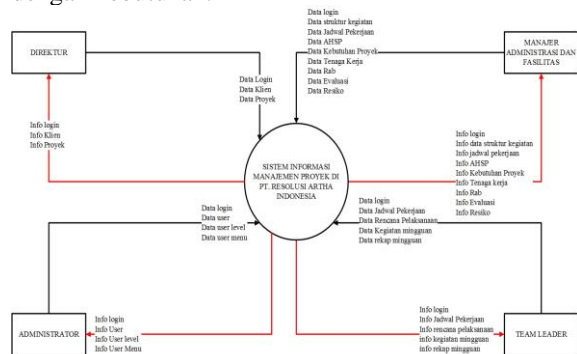 DIREKTUR
Data Login
Data Klien
Data Proyek
Data login
Data struktur kegiatan
Data Jadwal Pekerjaan
Data AHSP
Data Kebutuhan Proyek
Data Tenaga Kerja
Data Rab
Data Evaluasi
Data Resiko
MANAJER
ADMINISTRASI DAN
FASILITAS
Info login
Info Klien
Info Proyek
SISTEM INFORMASI
MANAJEMEN PROYEK DI
PT. RESOLUSI ARTHA
INDONESIA
Info login
Info data struktur kegiatan
Info jadwal pekerjaan
Info AHSP
Info Kebutuhan Proyek
Info Tenaga kerja
Info Rab
Info Evaluasi
Info Resiko
Data login
Data user
Data user level
Data user menu
Data login
Data Jadwal Pekerjaan
Data Rencana Pelaksanaan
Data Kegiatan mingguan
Data rekap mingguan
ADMINISTRATOR
Info login
Info User
Info User level
Info User Menu
Info login
Info Jadwal Pekerjaan
Info rencana pelaksanaan
info kegiatan mingguan
info rekap mingguan
TEAM LEADER